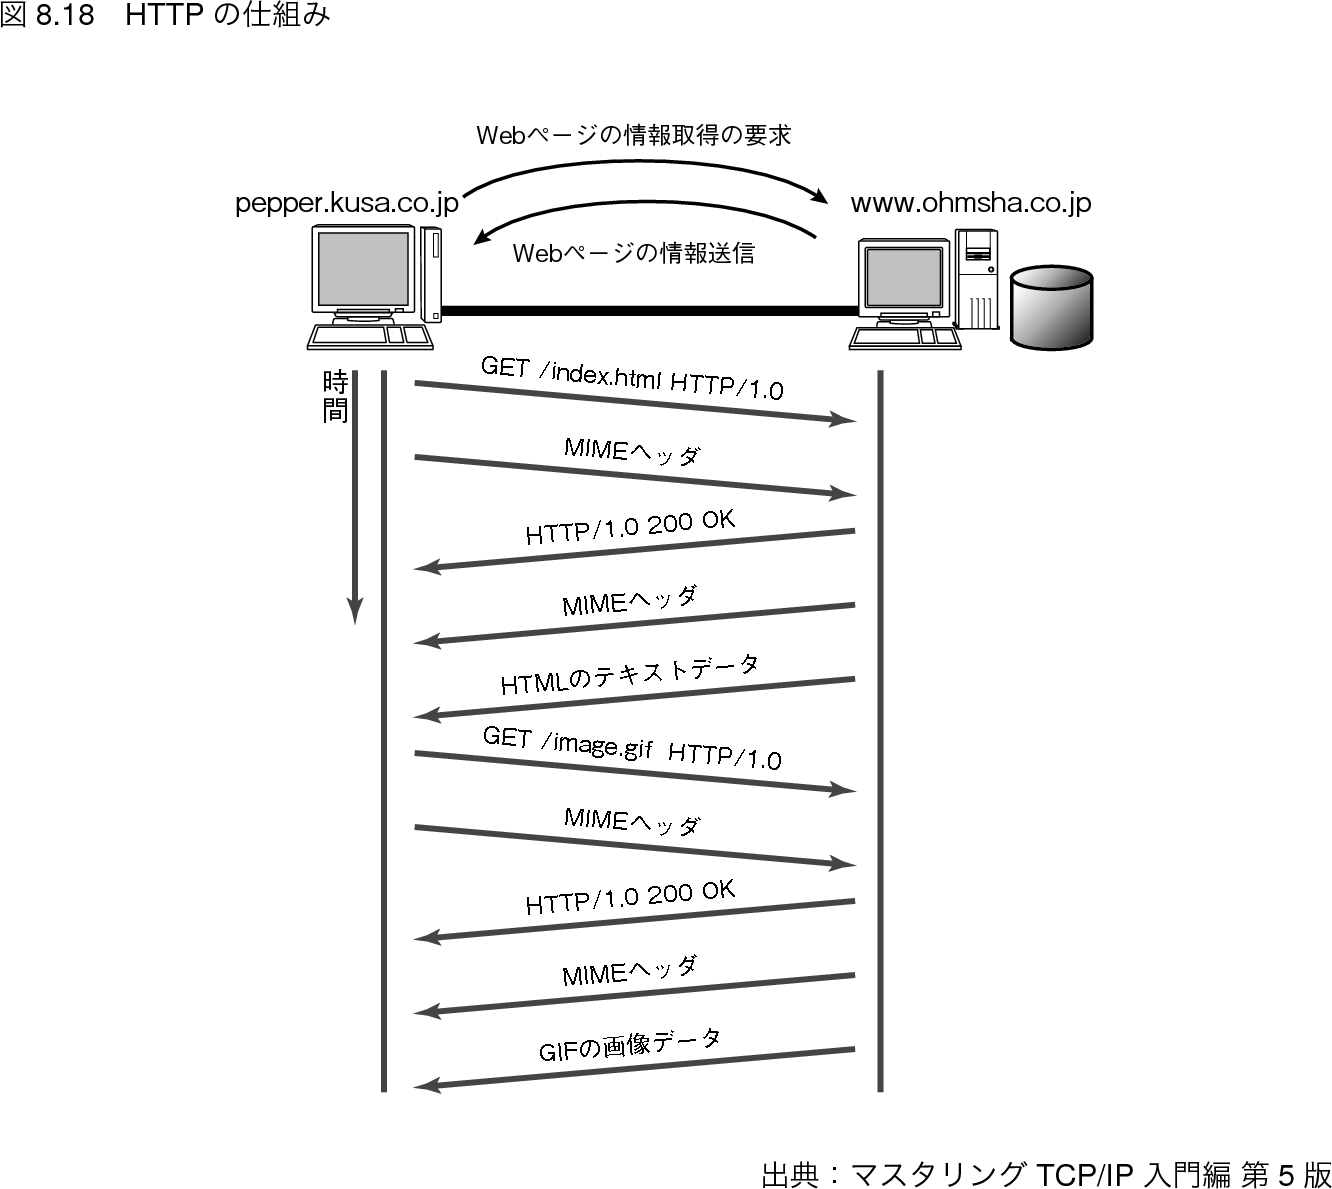 図 8.18　HTTP の仕組み
Webページの情報取得の要求
pepper.kusa.co.jp
www.ohmsha.co.jp
Webページの情報送信
時間
GET /index.html HTTP/1.0
MIMEヘッダ
HTTP/1.0 200 OK
MIMEヘッダ
HTMLのテキストデータ
GET /image.gif HTTP/1.0
MIMEヘッダ
HTTP/1.0 200 OK
MIMEヘッダ
GIFの画像データ
出典：マスタリング TCP/IP 入門編 第 5 版